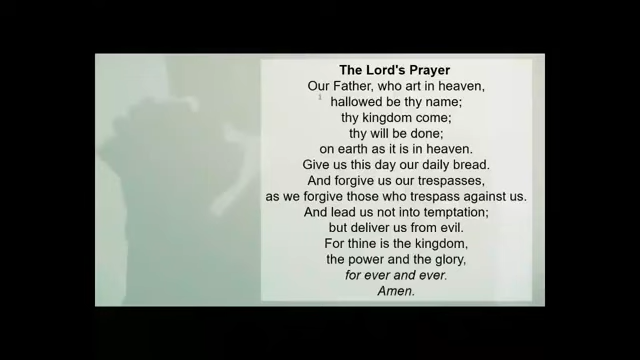 The Lord's Prayer
Our Father, who art in heaven,
1 hallowed be thy name;
thy kingdom come;
thy will be done;
on earth as it is in heaven.
Give us this day our daily bread.
And forgive us our trespasses,
as we forgive those who trespass against us.
And lead us not into temptation;
but deliver us from evil.
For thine is the kingdom,
the power and the glory,
for ever and ever.
Amen.